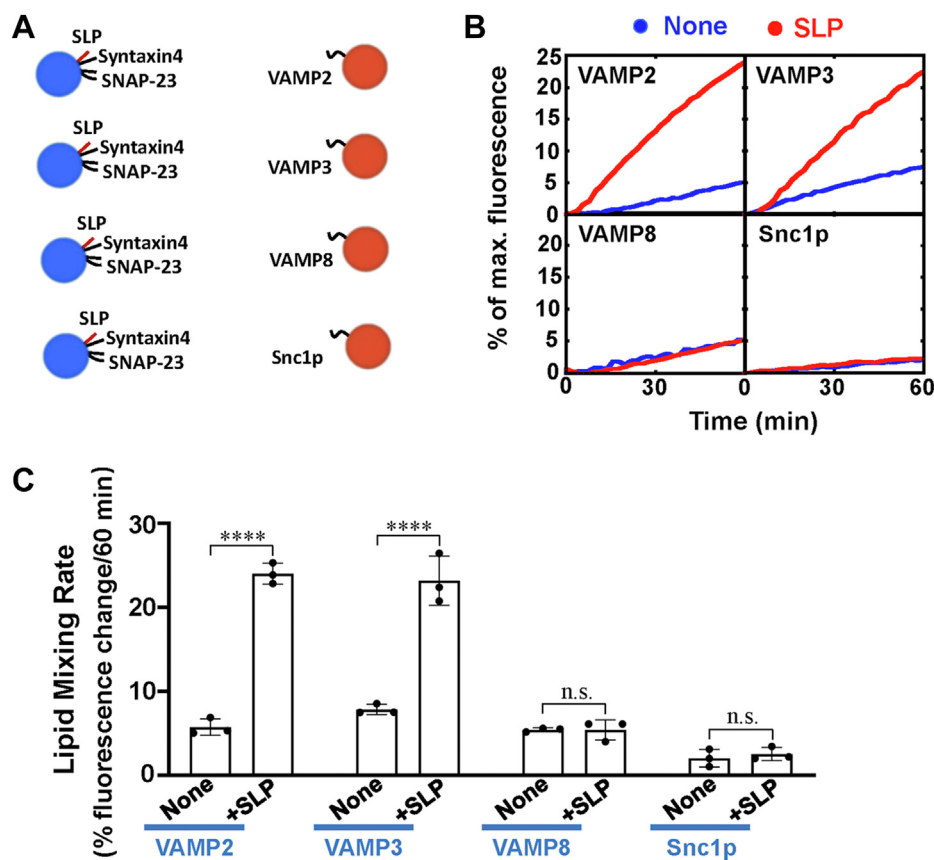 A
SLP
Syntaxin4
SNAP-23
VAMP2
SLP
Syntaxin4
SNAP-23
VAMP3
SLP
Syntaxin4
SNAP-23
VAMP8
SLP
Syntaxin4
SNAP-23
Snc1p
B
None SLP
% of max. fluorescence
25
20
15
10
5
0
20
15
10
5
0
VAMP2 VAMP3
VAMP8 Snc1p
0 30 0 30 60
Time (min)
C
Lipid Mixing Rate
(% fluorescence change/60 min)
30
20
10
0
**** **** n.s. n.s.
None +SLP None +SLP None +SLP None +SLP
VAMP2 VAMP3 VAMP8 Snc1p